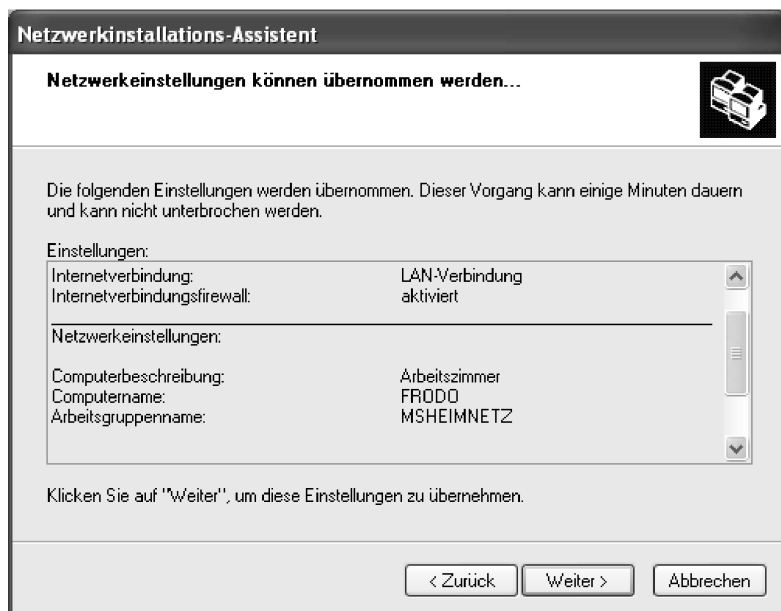 Netzwerkinstallations-Assistent
Netzwerkeinstellungen können übernommen werden...
Die folgenden Einstellungen werden übernommen. Dieser Vorgang kann einige Minuten dauern
und kann nicht unterbrochen werden.
Einstellungen:
Internetverbindung: LAN-Verbindung
Internetverbindungsfirewall: aktiviert
Netzwerkeinstellungen:
Computerbeschreibung: Arbeitszimmer
Computername: FRODO
Arbeitsgruppenname: MSHEIMNETZ
Klicken Sie auf "Weiter", um diese Einstellungen zu übernehmen.
< Zurück Weiter > Abbrechen